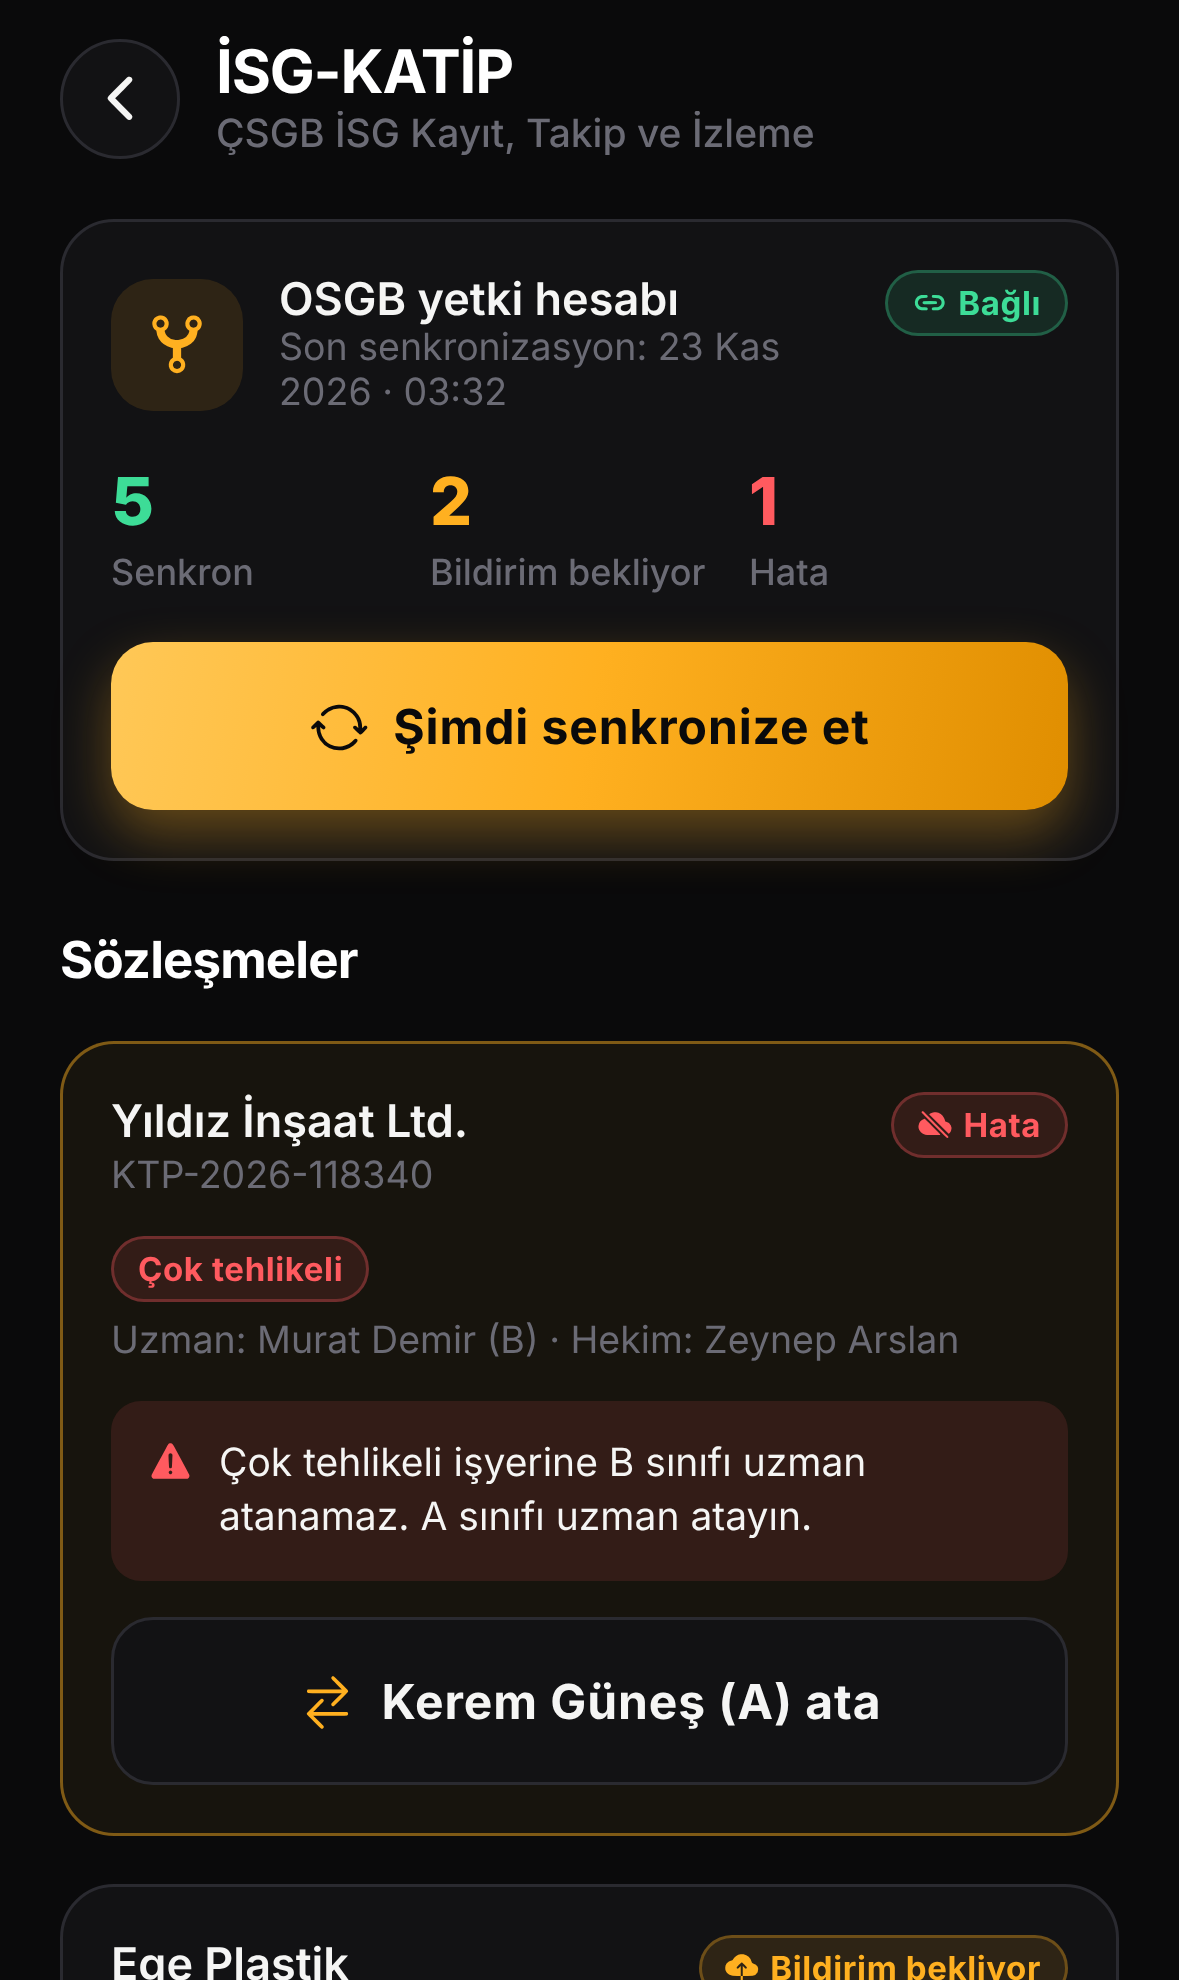 İSG-KATİP
ÇSGB İSG Kayıt, Takip ve İzleme
OSGB yetki hesabı
Bağlı
Son senkronizasyon: 23 Kas
2026 · 03:32
5
2
1
Senkron
Bildirim bekliyor
Hata
Şimdi senkronize et
Sözleşmeler
Yıldız İnşaat Ltd.
Hata
KTP-2026-118340
Çok tehlikeli
Uzman: Murat Demir (B) · Hekim: Zeynep Arslan
Çok tehlikeli işyerine B sınıfı uzman
atanamaz. A sınıfı uzman atayın.
Kerem Güneş (A) ata
Ege Plastik
Bildirim bekliyor